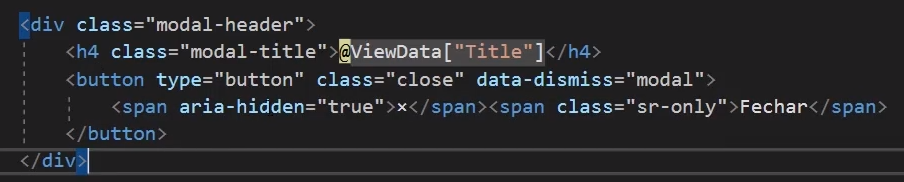 <div class="modal-header">
<h4 class="modal-title">@ViewData["Title"]</h4>
<button type="button" class="close" data-dismiss="modal">
<span aria-hidden="true">×</span><span class="sr-only">Fechar</span>
</button>
</div>